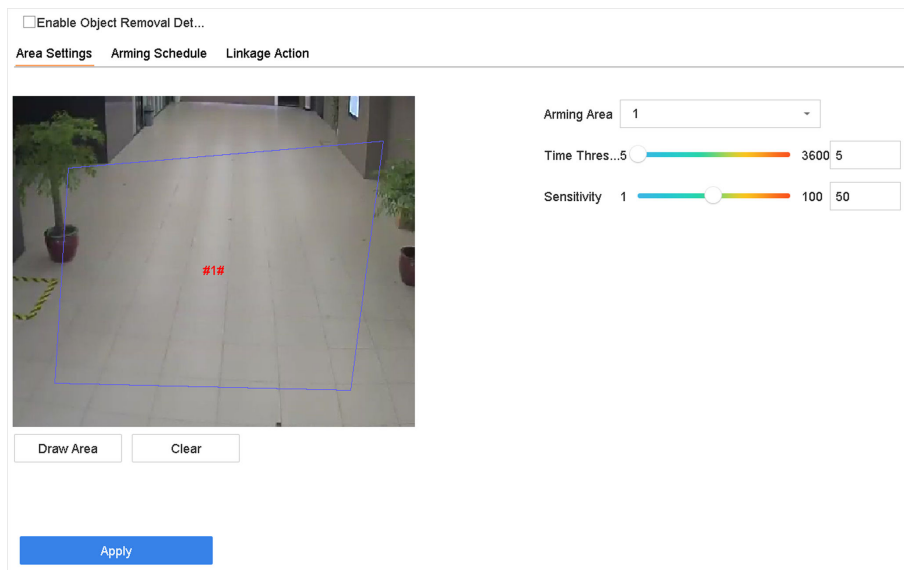 Enable Object Removal Det...
Area Settings Arming Schedule Linkage Action
Arming Area 1
Time Thres...5 3600 5
Sensitivity 1 100 50
#1#
Draw Area Clear
Apply